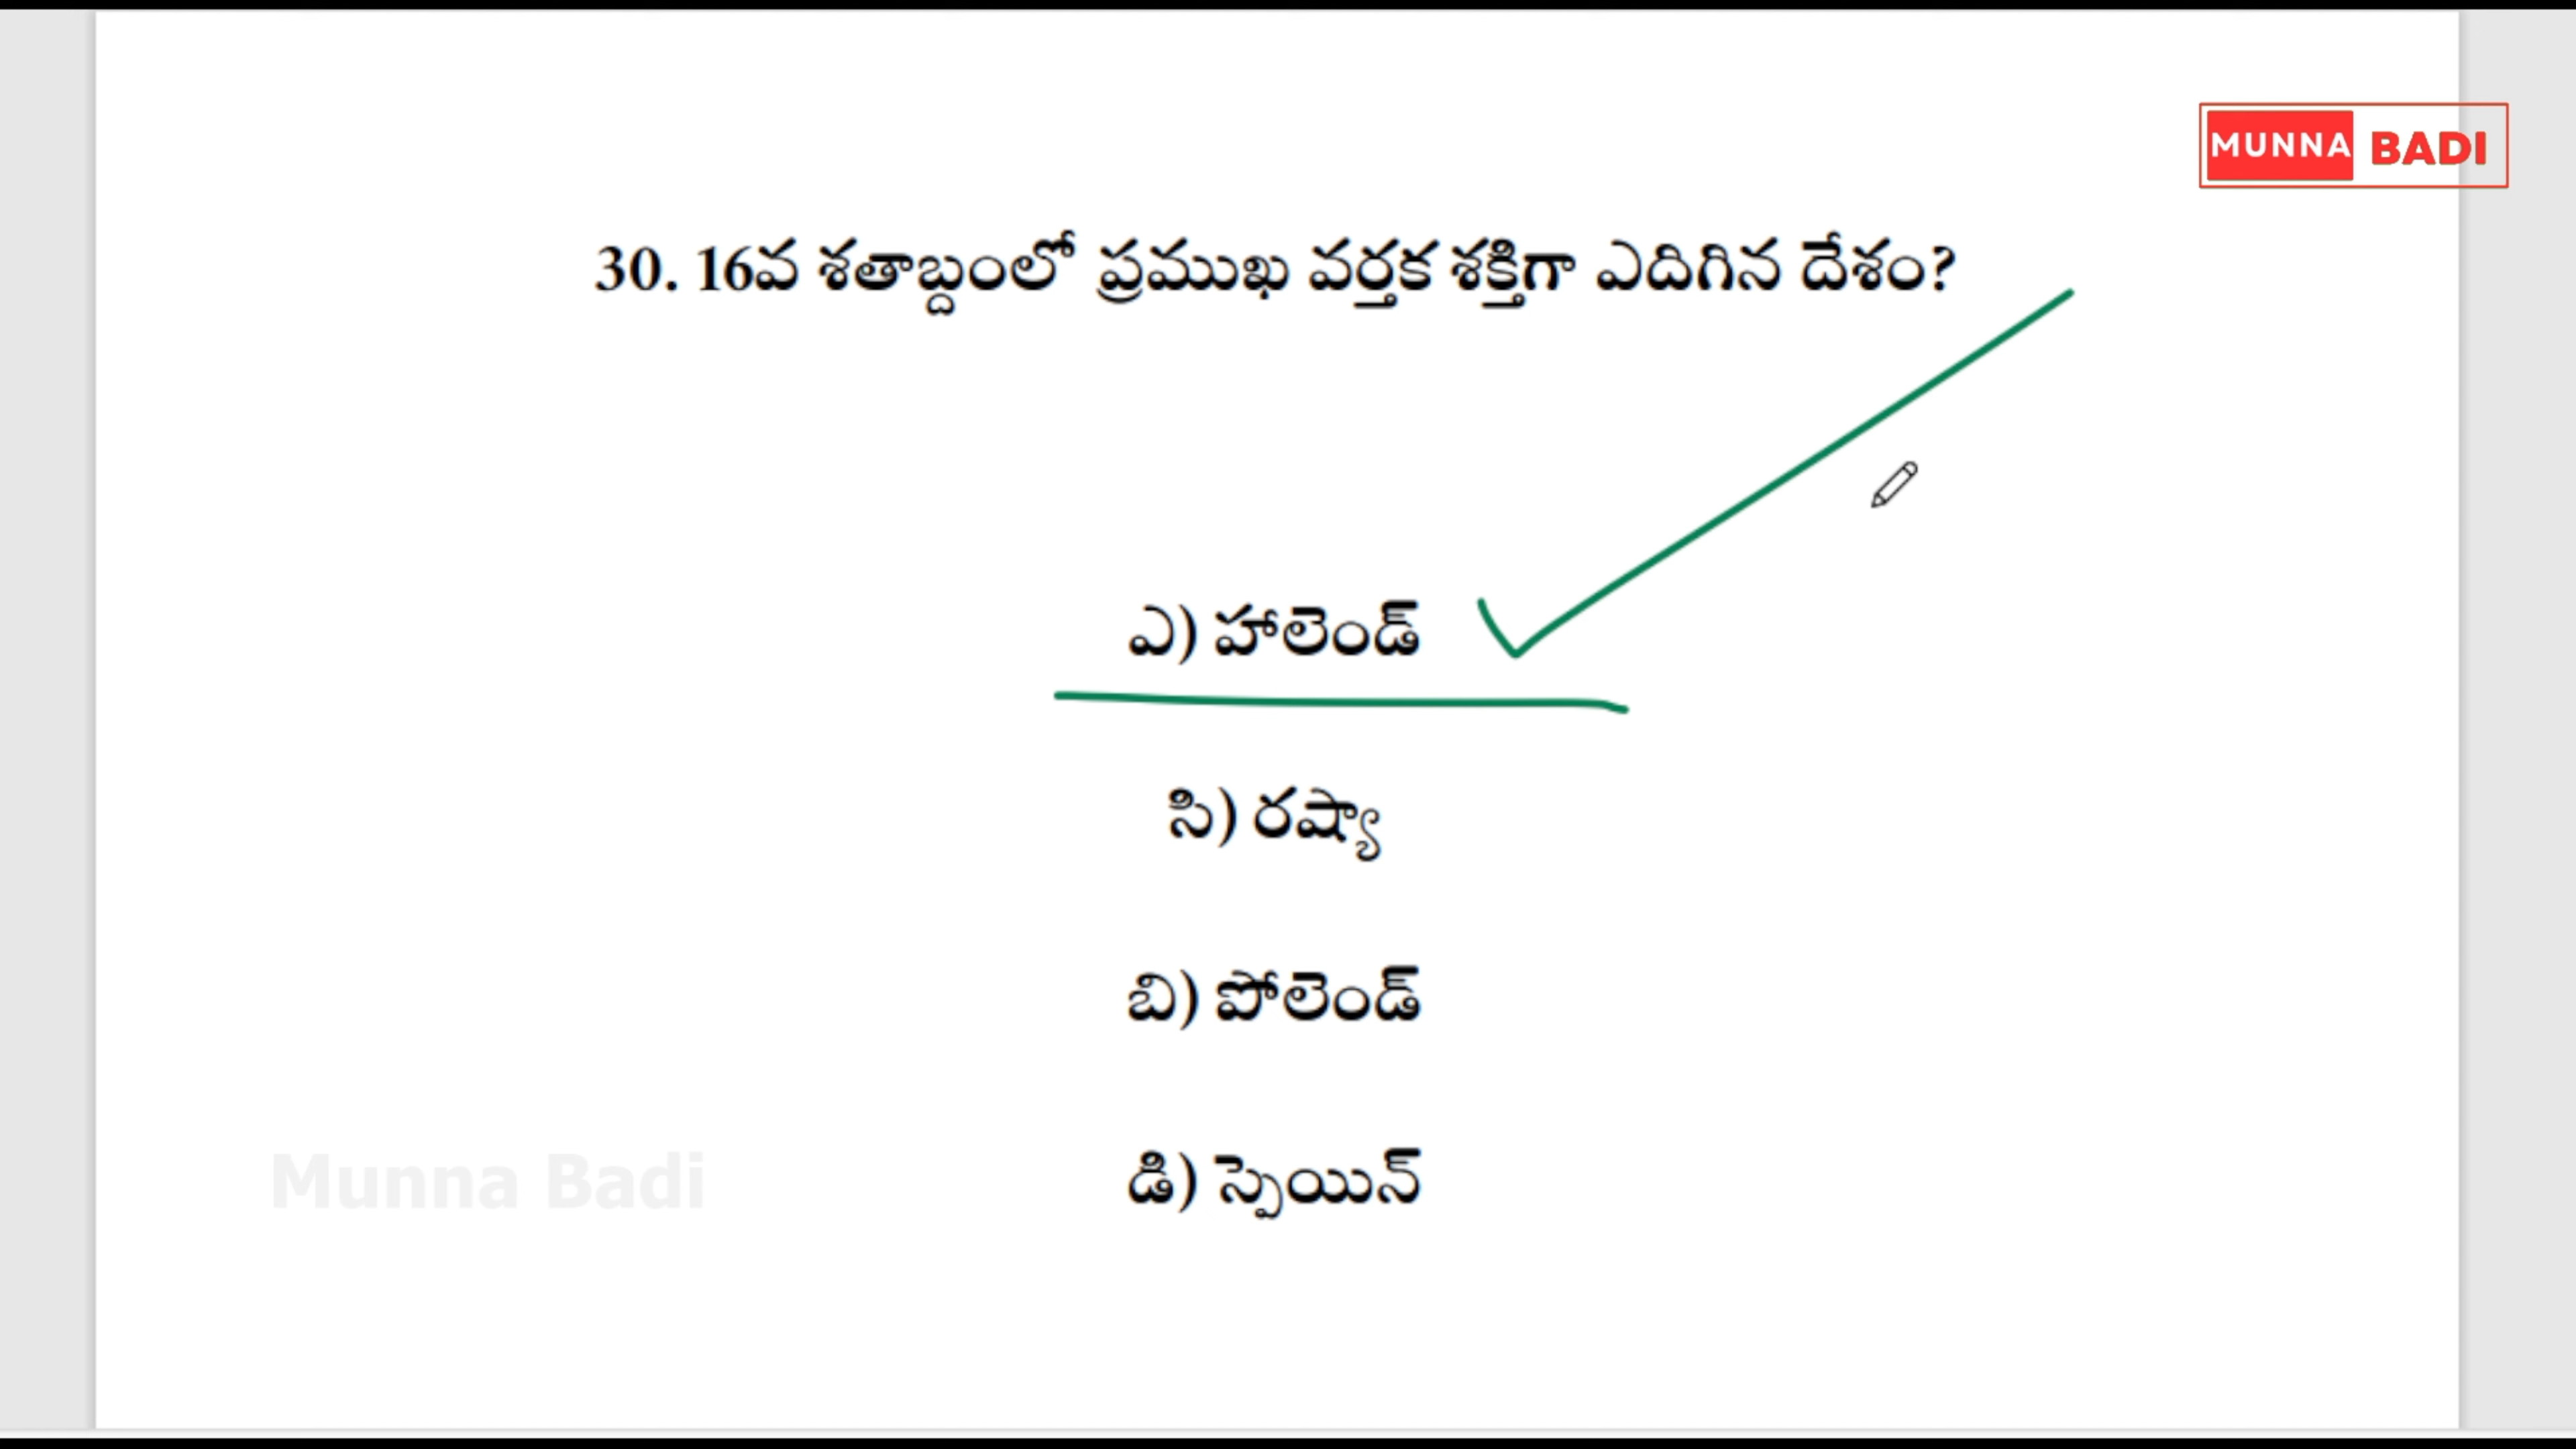 MUNNA BADI
30. 16వ శతాబ్దంలో ప్రముఖ వర్తక శక్తిగా ఎదిగిన దేశం?
ఎ) హాలెండ్
సి) రష్యా
బి) పోలెండ్
డి) స్పెయిన్
Munna Badi